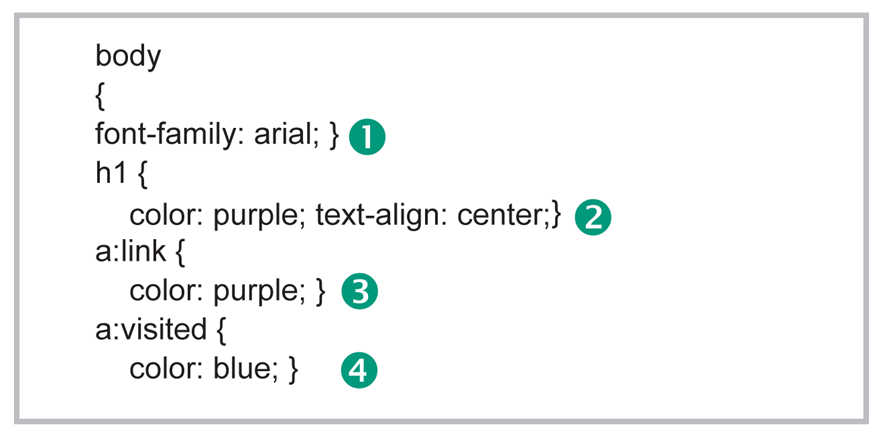 body
{
font-family: arial; } 1
h1 {
color: purple; text-align: center;} 2
a:link {
color: purple; } 3
a:visited {
color: blue; } 4